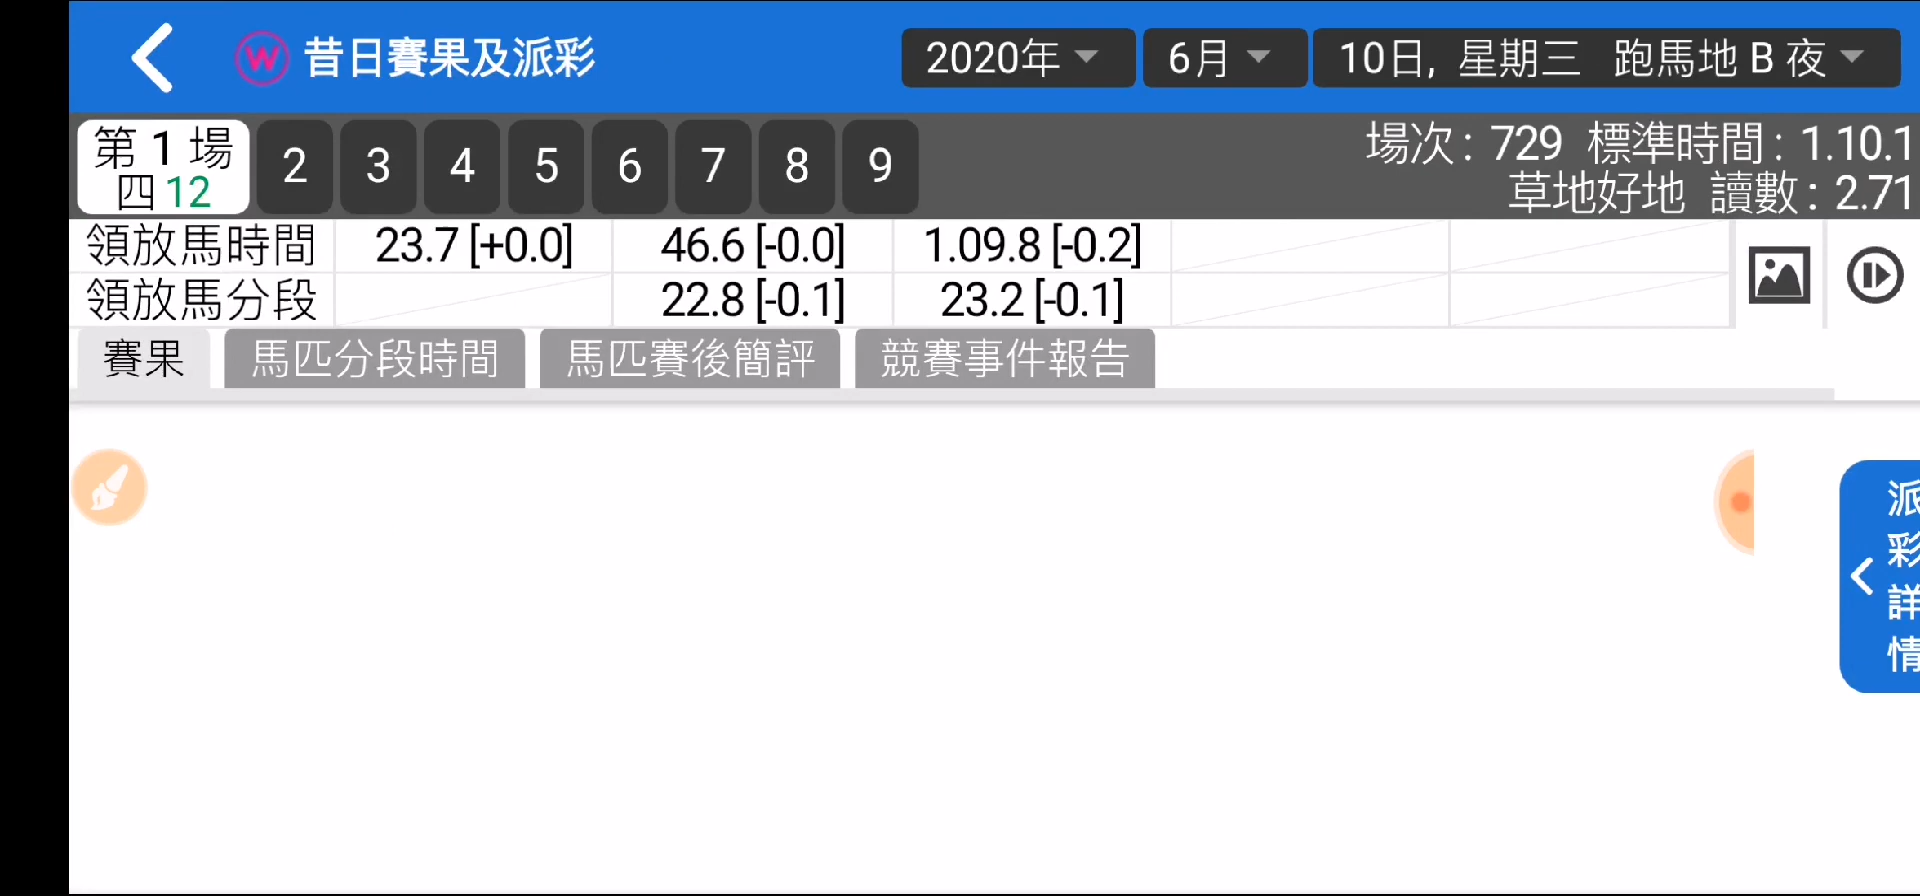 W 昔日賽果及派彩 2020年 6月 10日, 星期三 跑馬地 B 夜
第 1 場 2 3 4 5 6 7 8 9
四12
場次: 729 標準時間: 1.10.1
草地好地 讀數: 2.71
領放馬時間 23.7 [+0.0] 46.6 [-0.0] 1.09.8 [-0.2]
領放馬分段 22.8 [-0.1] 23.2 [-0.1]
賽果 馬匹分段時間 馬匹賽後簡評 競賽事件報告
派
彩
詳
情